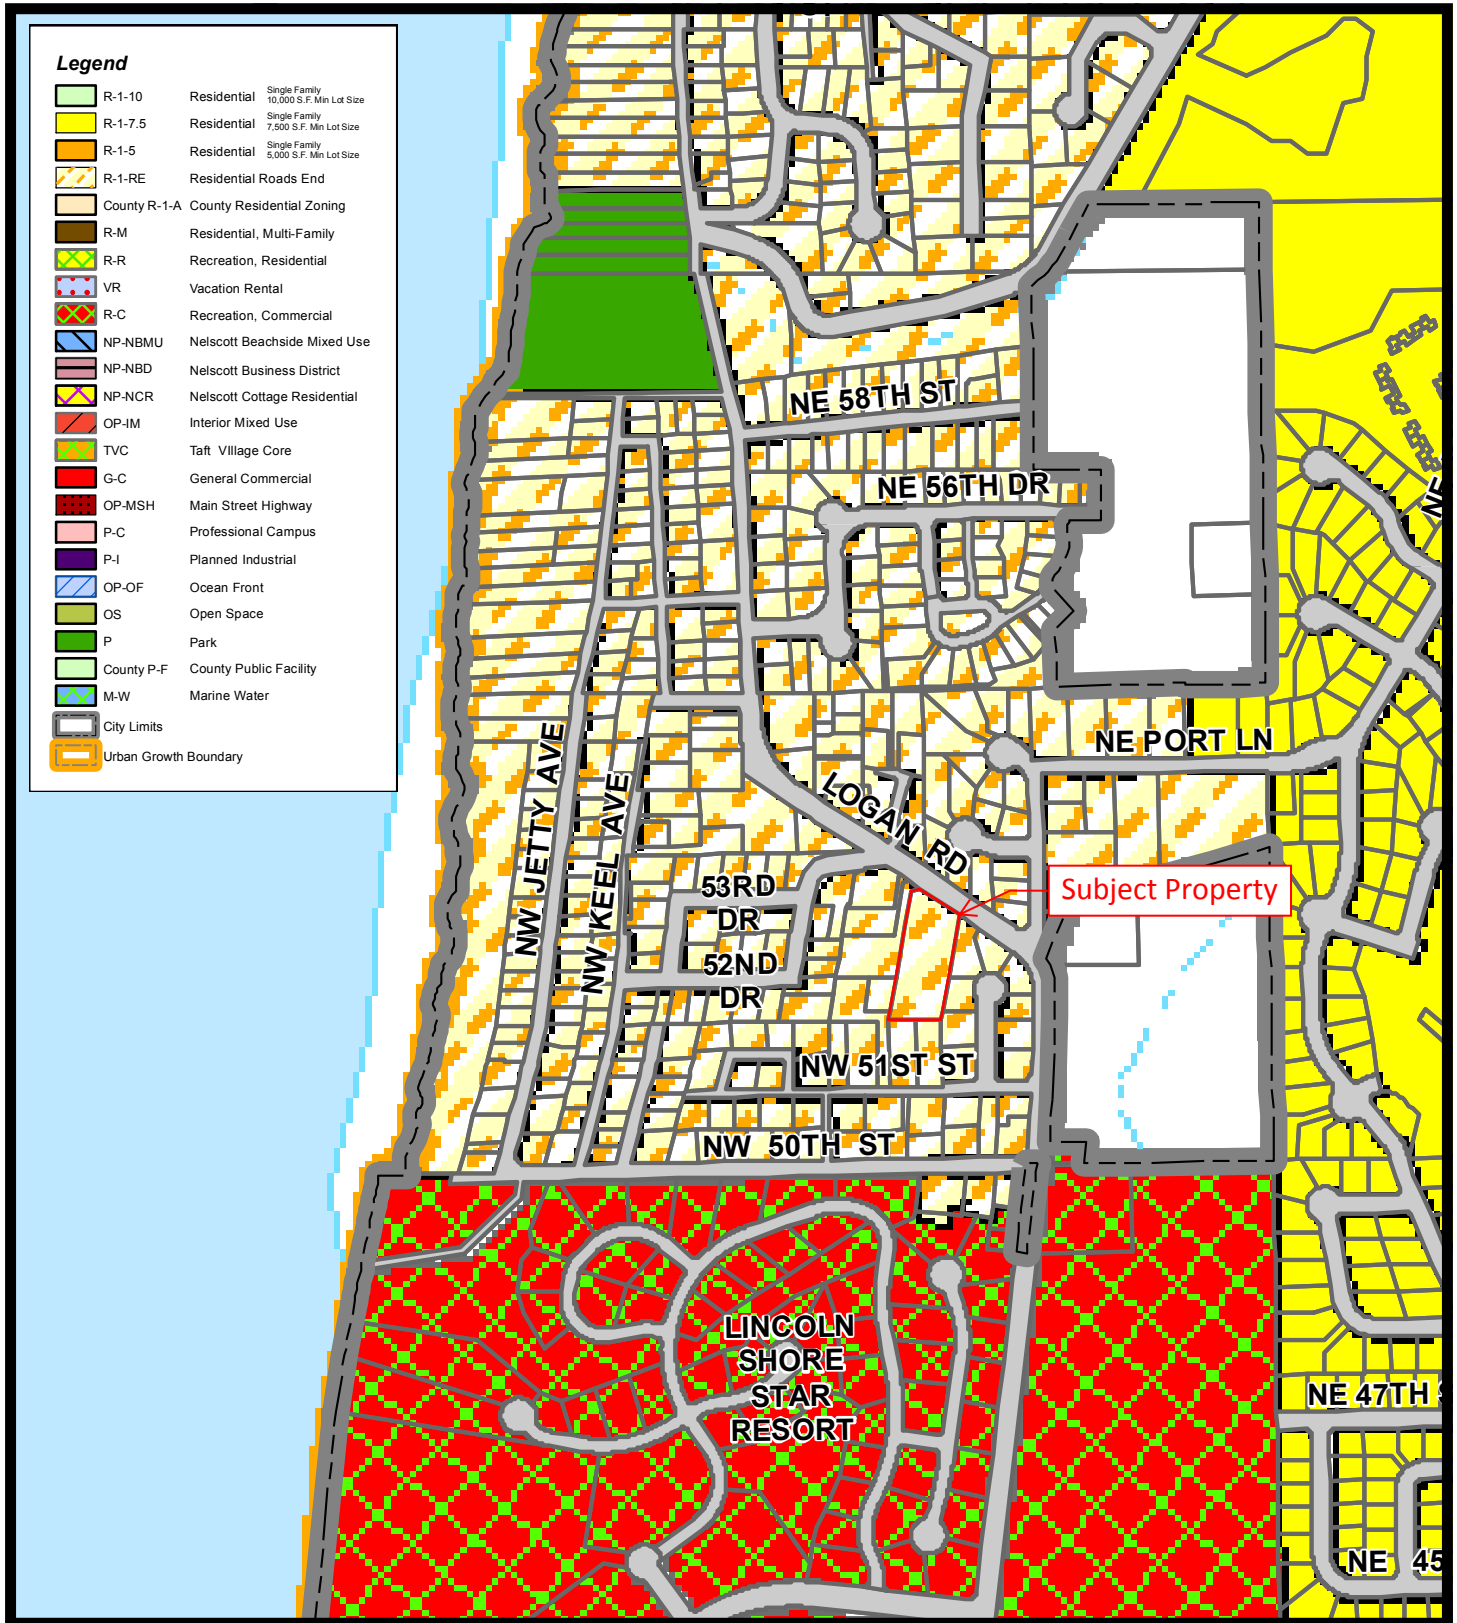 Legend
R-1-10 Residential Single Family 10,000 S.F. Min Lot Size
R-1-7.5 Residential Single Family 7,500 S.F. Min Lot Size
R-1-5 Residential Single Family 5,000 S.F. Min Lot Size
R-1-RE Residential Roads End
County R-1-A County Residential Zoning
R-M Residential, Multi-Family
R-R Recreation, Residential
VR Vacation Rental
R-C Recreation, Commercial
NP-NBMU Nelscott Beachside Mixed Use
NP-NBD Nelscott Business District
NP-NCR Nelscott Cottage Residential
OP-IM Interior Mixed Use
TVC Taft VIllage Core
G-C General Commercial
OP-MSH Main Street Highway
P-C Professional Campus
P-I Planned Industrial
OP-OF Ocean Front
OS Open Space
P Park
County P-F County Public Facility
M-W Marine Water
City Limits
Urban Growth Boundary
NE 58TH ST
NE 56TH DR
NE
NE PORT LN
NW JETTY AVE
NW KEEL AVE
LOGAN RD
53RD
DR
52ND
DR
Subject Property
NW 51ST ST
NW 50TH ST
LINCOLN
SHORE
STAR
RESORT
NE 47TH
NE 45